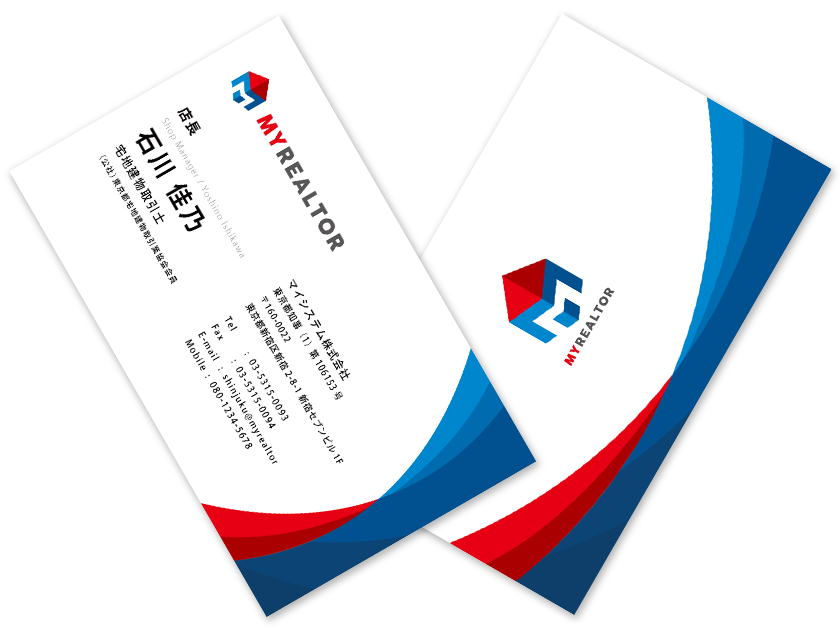 MYREALTOR
店長
Shop Manager / Yoshino Ishikawa
石川 佳乃
宅地建物取引士
(公社)東京都宅地建物取引業協会会員
マイシステム株式会社
東京都知事(1)第106153号
〒160-0022
東京都新宿区新宿2-8-1 新宿セブンビル1F
Tel : 03-5315-0093
Fax : 03-5315-0094
E-mail : shinjuku@myrealtor
Mobile : 080-1234-5678
MYREALTOR